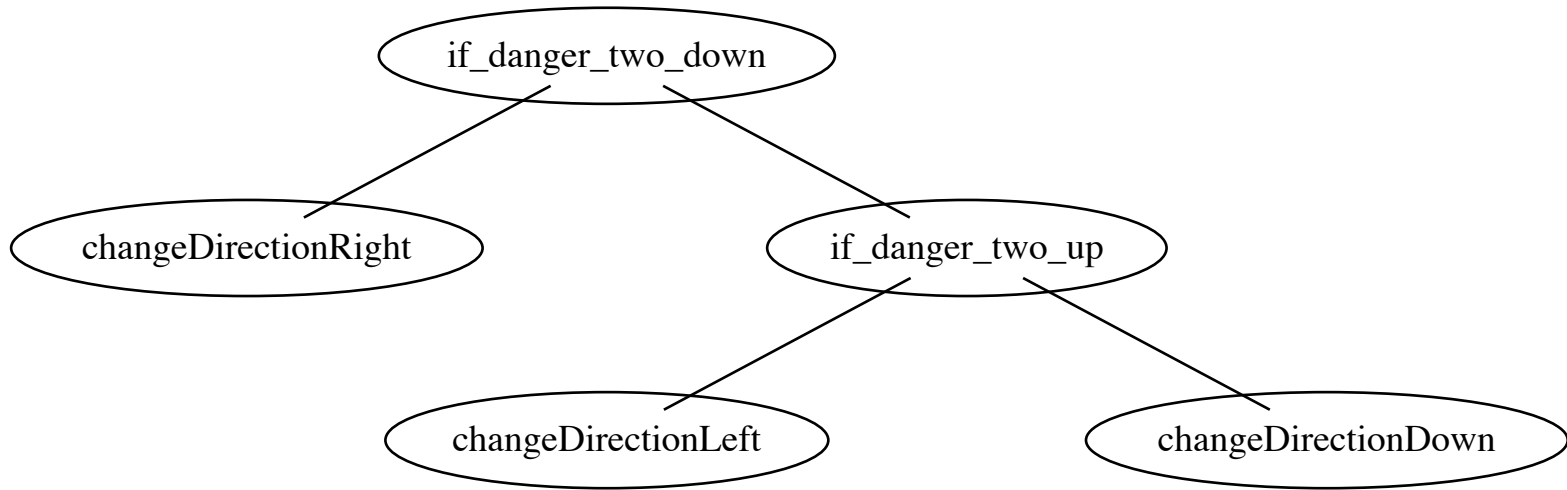 if_danger_two_down
changeDirectionRight
if_danger_two_up
changeDirectionLeft
changeDirectionDown